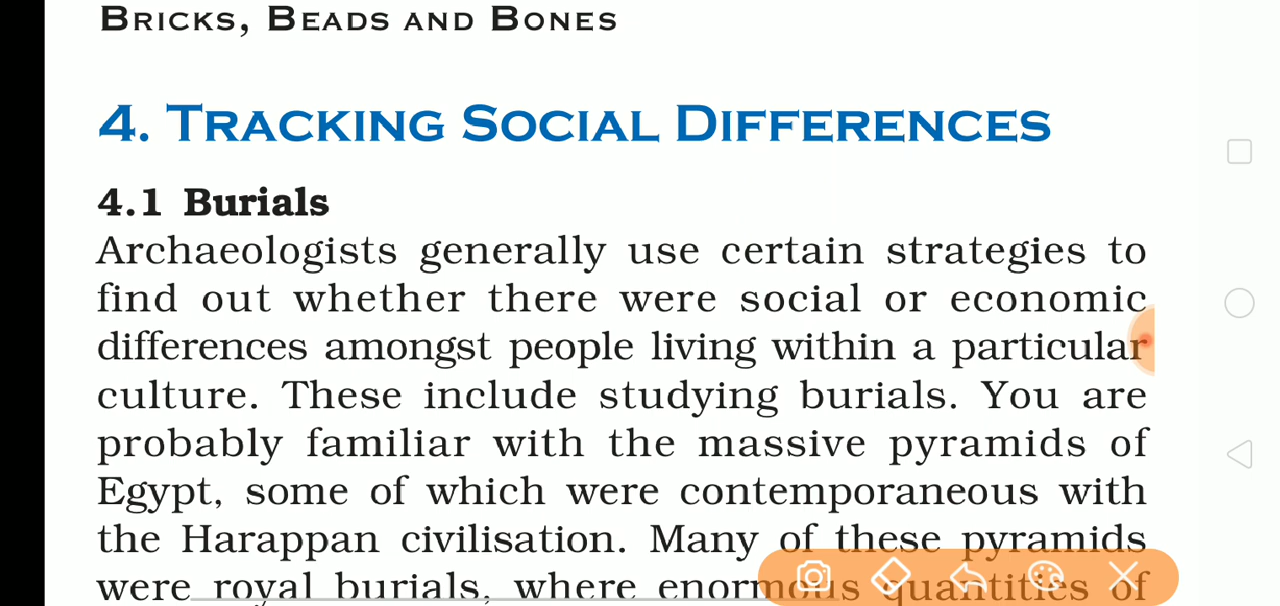 BRICKS, BEADS AND BONES
4. TRACKING SOCIAL DIFFERENCES
4.1 Burials
Archaeologists generally use certain strategies to
find out whether there were social or economic
differences amongst people living within a particular
culture. These include studying burials. You are
probably familiar with the massive pyramids of
Egypt, some of which were contemporaneous with
the Harappan civilisation. Many of these pyramids
were royal burials, where enormous quantities of